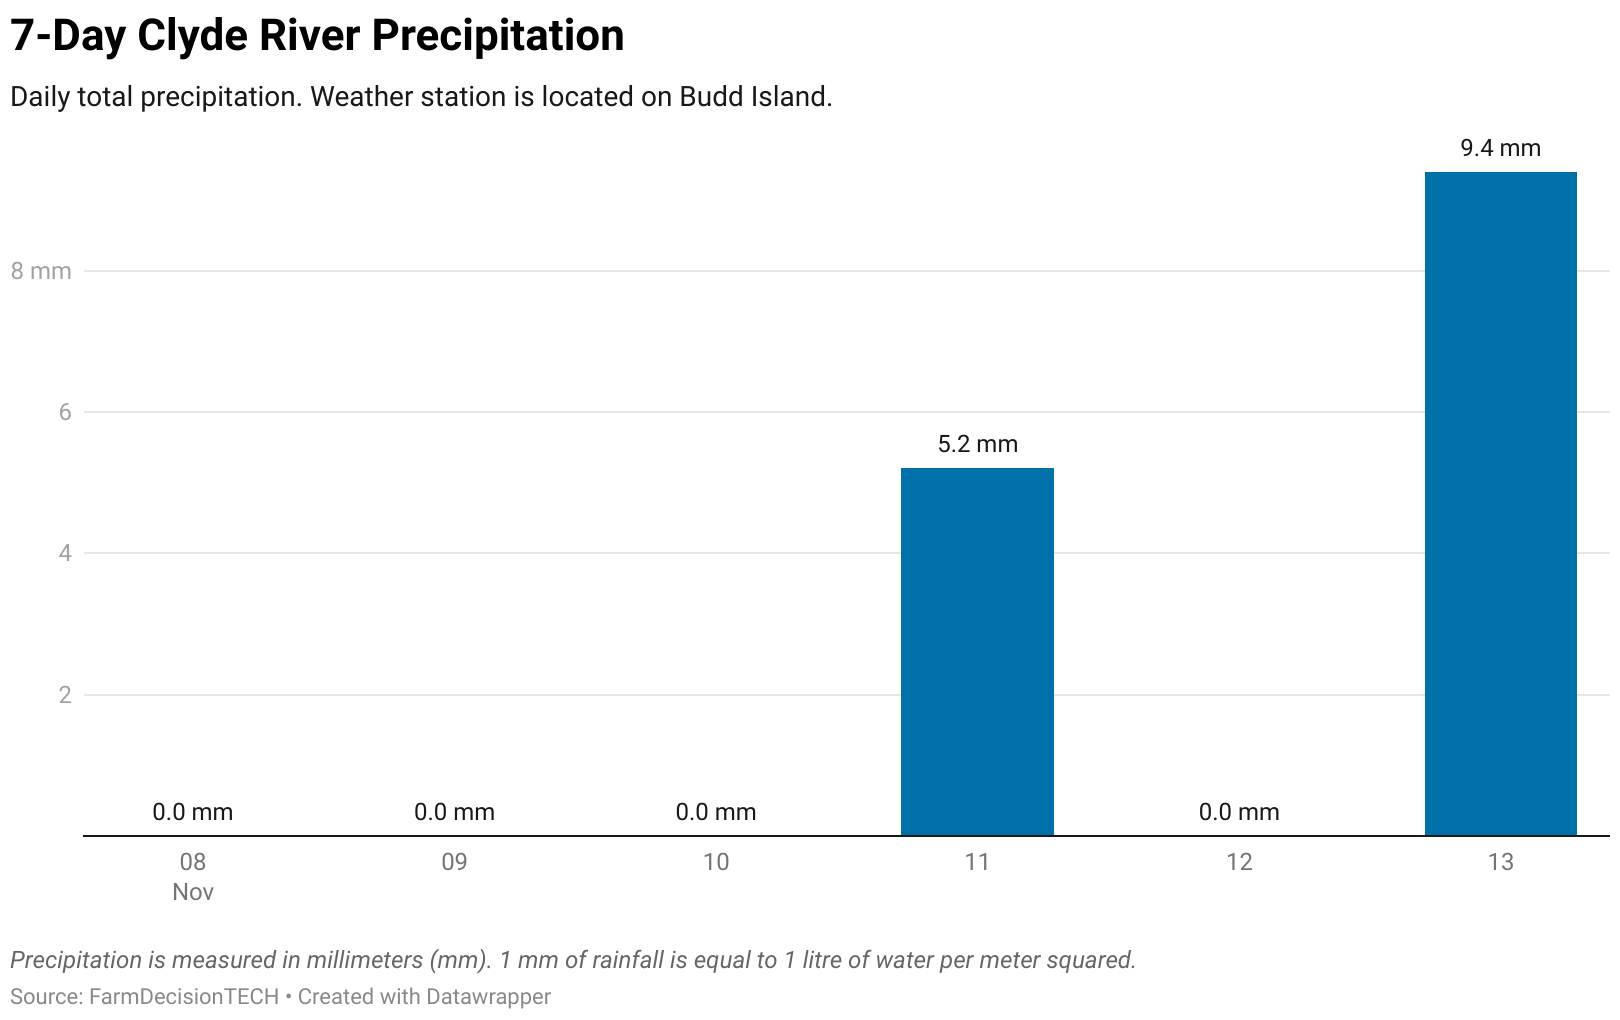 7-Day Clyde River Precipitation
Daily total precipitation. Weather station is located on Budd Island.
9.4 mm
8 mm
6
5.2 mm
4
2
0.0 mm 0.0 mm 0.0 mm 0.0 mm
08 09 10 11 12 13
Nov
Precipitation is measured in millimeters (mm). 1 mm of rainfall is equal to 1 litre of water per meter squared.
Source: FarmDecisionTECH • Created with Datawrapper